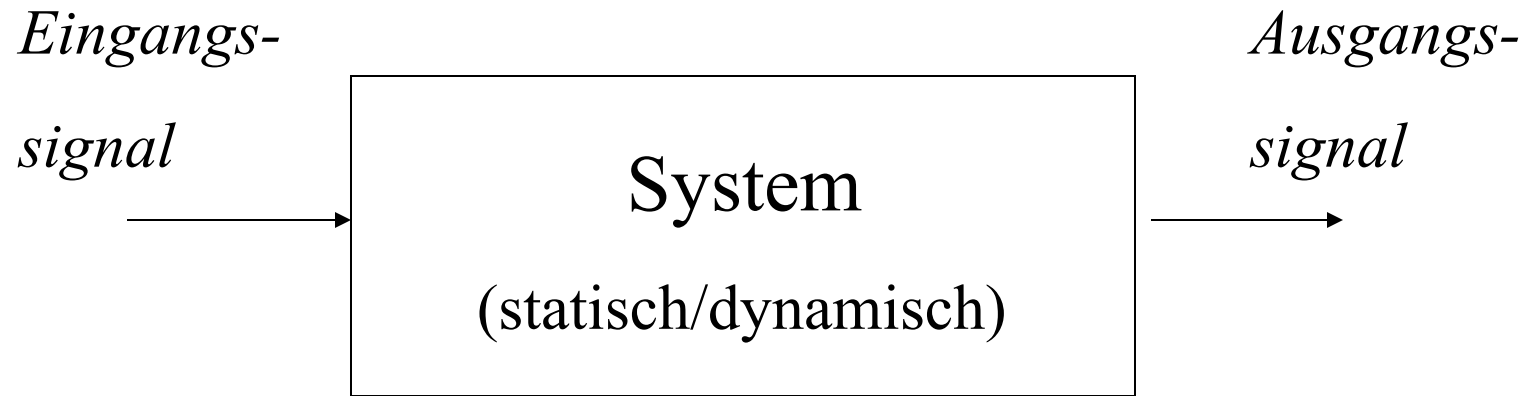 Eingangs-
signal
System
(statisch/dynamisch)
Ausgangs-
signal